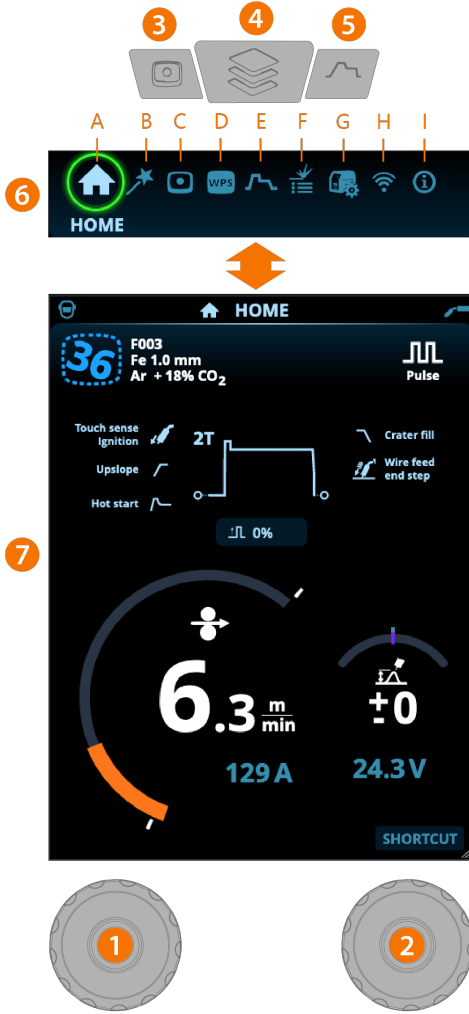 3
4
5
A B C D E F G H I
WPS
6
HOME
HOME
36
F003
Fe 1.0 mm
Ar + 18% CO2
Pulse
Touch sense
Ignition
2T
Crater fill
Upslope
Wire feed
end step
Hot start
0%
7
6.3 m
min
±0
129 A
24.3 V
SHORTCUT
1
2